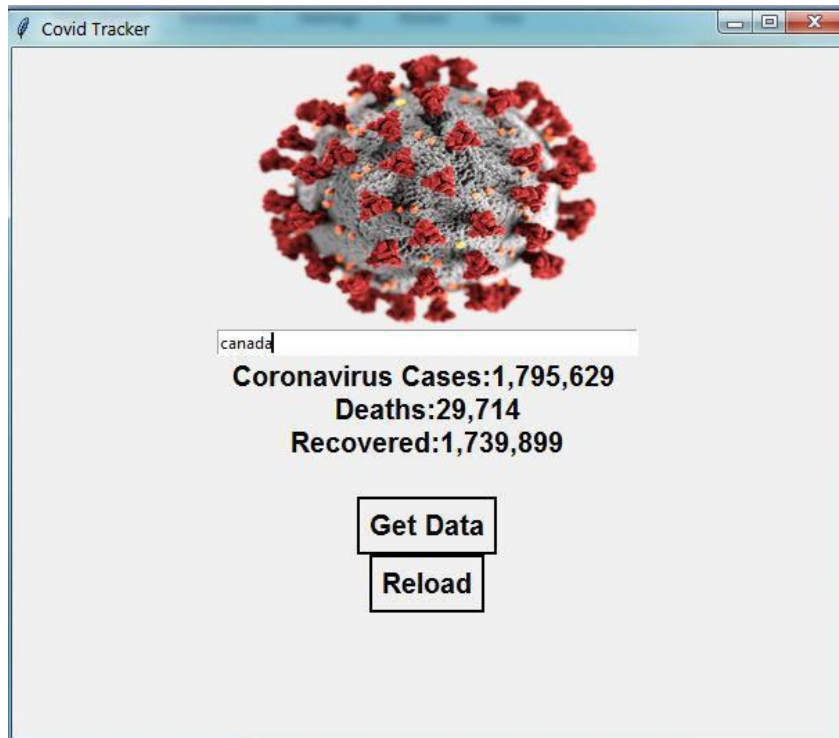 Covid Tracker
canada
Coronavirus Cases:1,795,629
Deaths:29,714
Recovered:1,739,899
Get Data
Reload